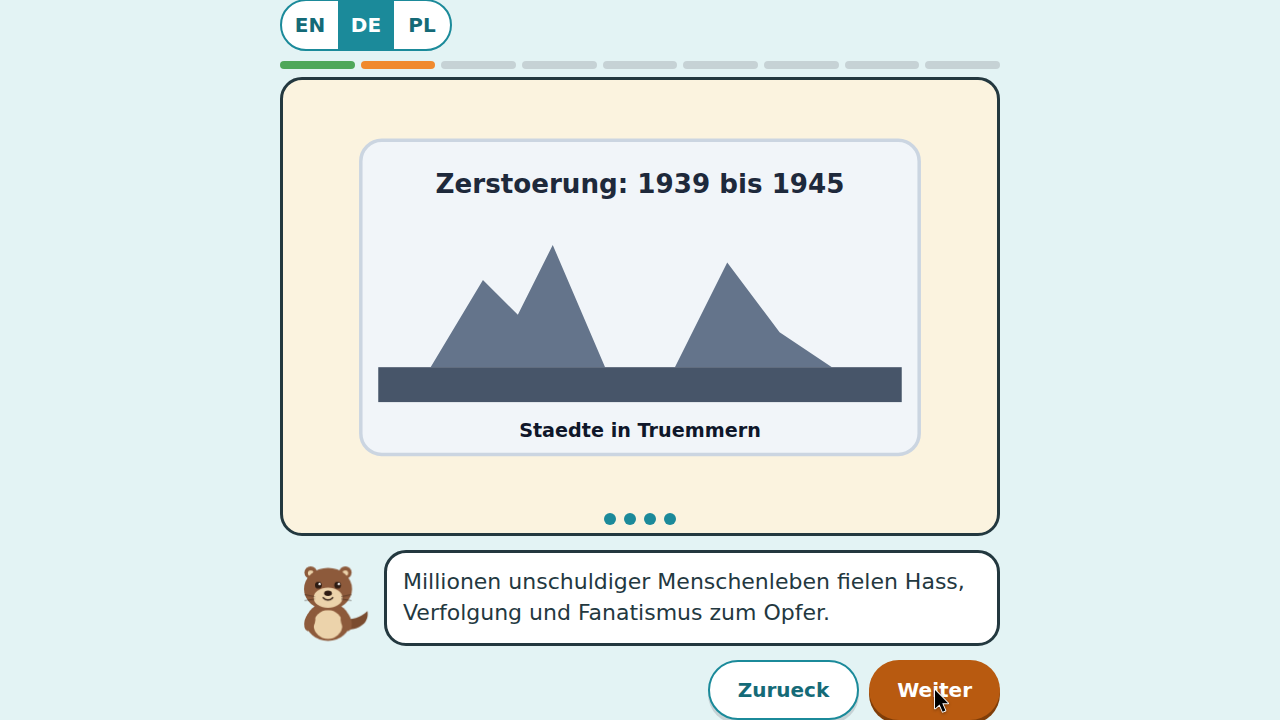 EN DE PL
Zerstoerung: 1939 bis 1945
Staedte in Truemmern
Millionen unschuldiger Menschenleben fielen Hass,
Verfolgung und Fanatismus zum Opfer.
Zurueck Weiter